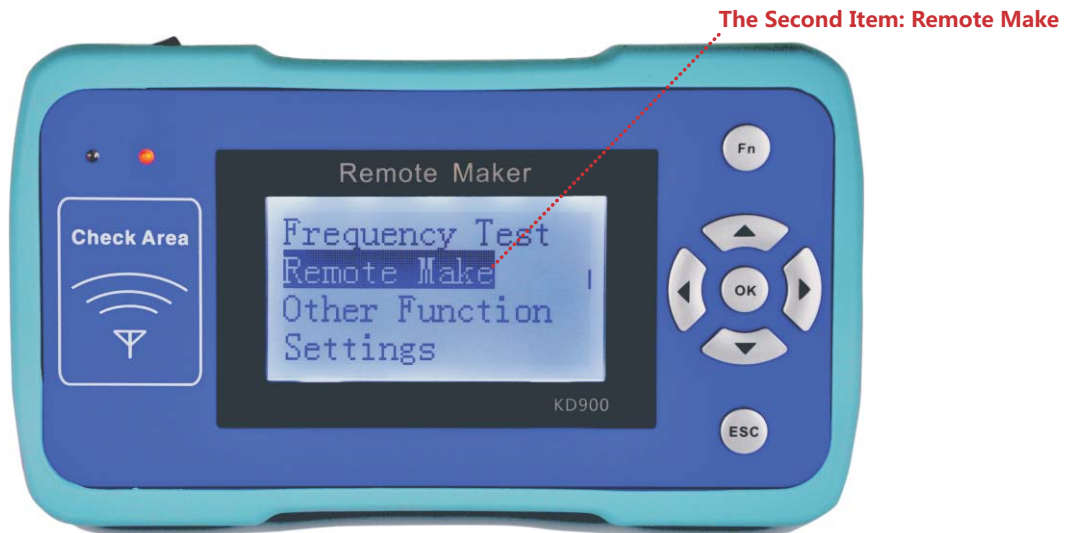 The Second Item: Remote Make
Fn
Remote Maker
Check Area
Frequency Test
Remote Make
Other Function
Settings
OK
KD900
ESC